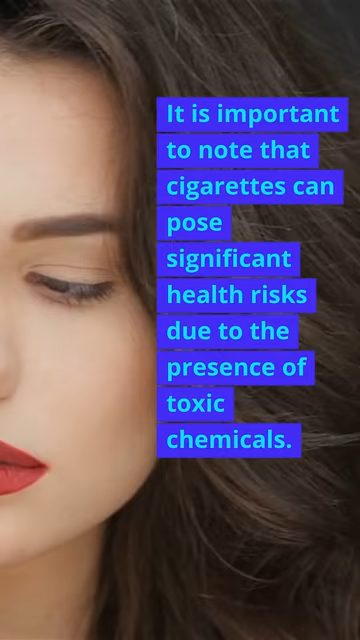 It is important
to note that
cigarettes can
pose
significant
health risks
due to the
presence of
toxic
chemicals.